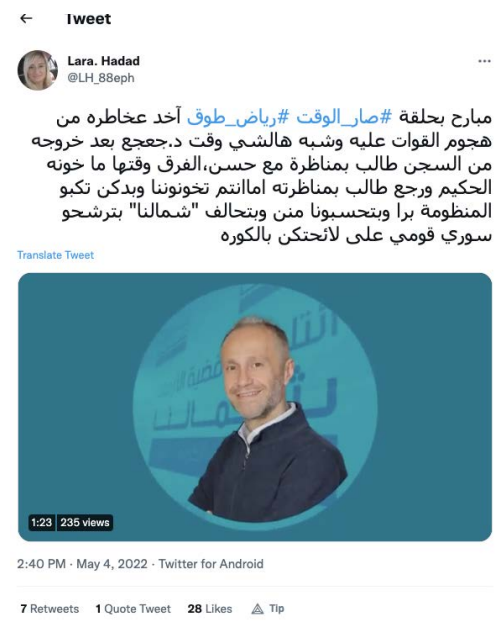 Tweet
Lara. Hadad
@LH_88eph
مبارح بحلقة #صار_الوقت #رياض_طوق آخد عخاطره من
هجوم القوات عليه وشبه هالشي وقت د.جعجع بعد خروجه
من السجن طالب بمناظرة مع حسن،الفرق وقتها ما خونه
الحكيم ورجع طالب بمناظرته اماانتم تخونوننا وبدكن تكبو
المنظومة برا وبتحسبونا منن وبتحالف "شمالنا" بترشحو
سوري قومي على لائحتكن بالكوره
Translate Tweet
شمالنا
1:23 235 views
2:40 PM · May 4, 2022 · Twitter for Android
7 Retweets 1 Quote Tweet 28 Likes Tip